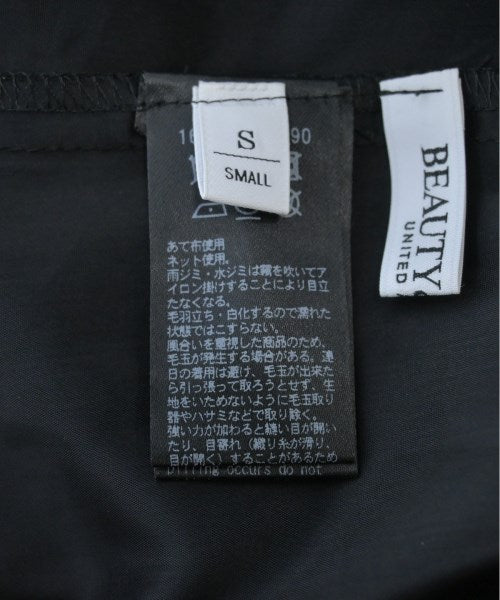 16
90
S
SMALL
あて布使用
ネット使用。
雨ジミ・水ジミは霧を吹いてア
イロン掛けすることにより目立
たなくなる。
毛羽立ち・白化するので濡れた
状態ではこすらない。
風合いを重視した商品のため、
毛玉が発生する場合がある。連
日の着用は避け、毛玉が出来た
ら引っ張って取ろうとせず、生
地をいためないように毛玉取り
器やハサミなどで取り除く。
強い力が加わると縫い目が開い
たり、目寄れ（織り糸が滑り、
目が開く）することがあるため
pilling occurs do not
BEAUTY
UNITED